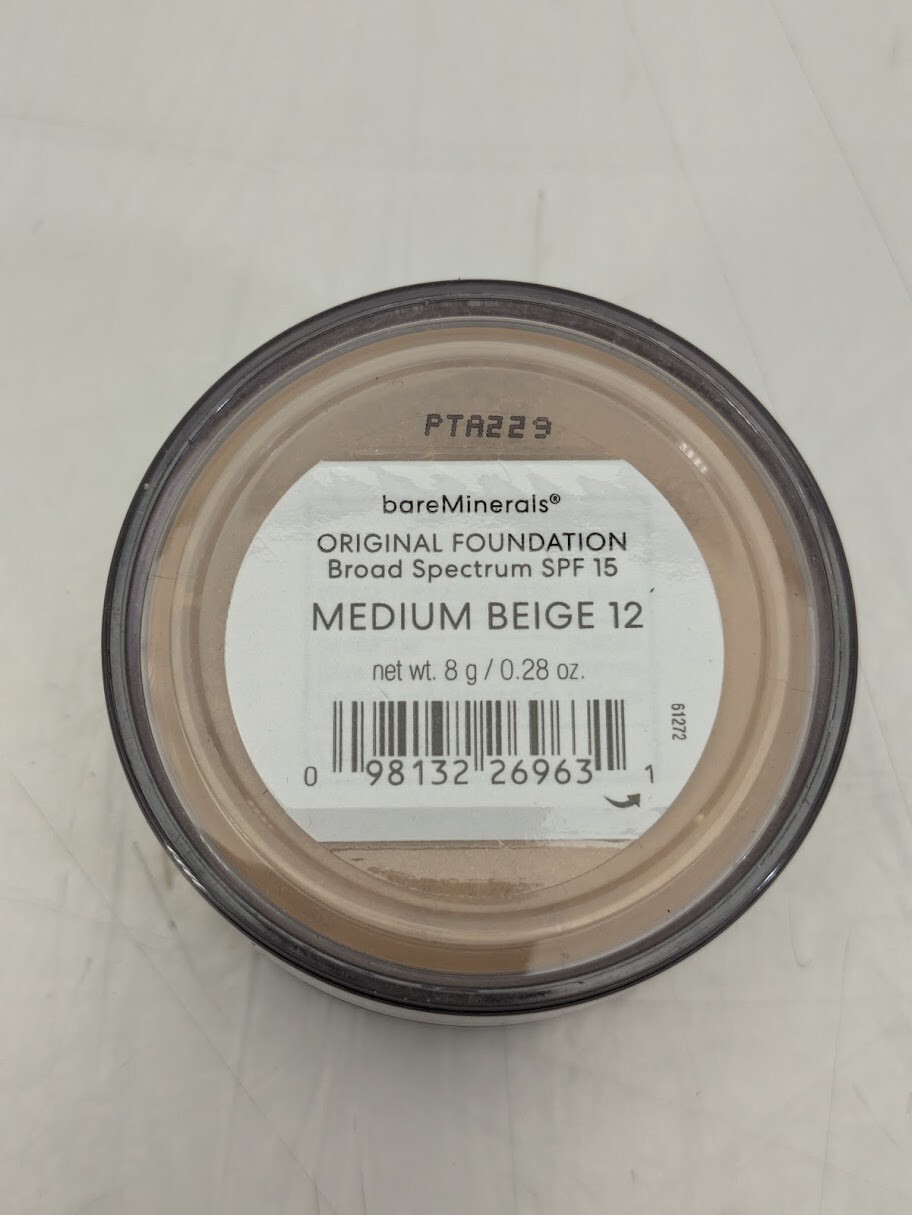 PTA229
bareMinerals®
ORIGINAL FOUNDATION
Broad Spectrum SPF 15
MEDIUM BEIGE 12
net wt. 8 g / 0.28 oz.
61272
0 98132 26963 1